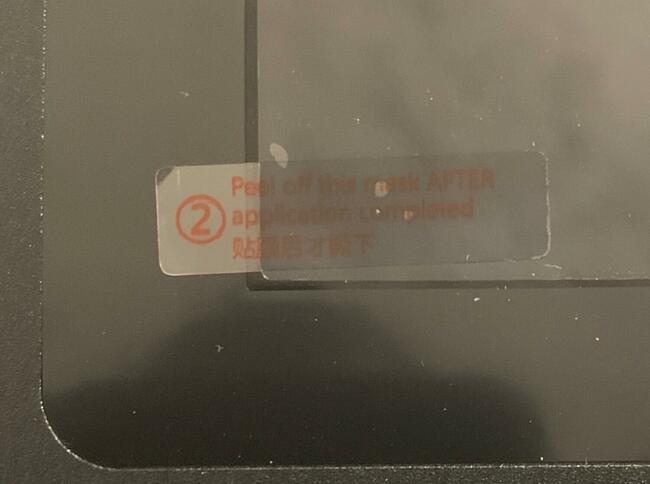 ② Peel off this mask AFTER
application completed
贴膜后才撕下